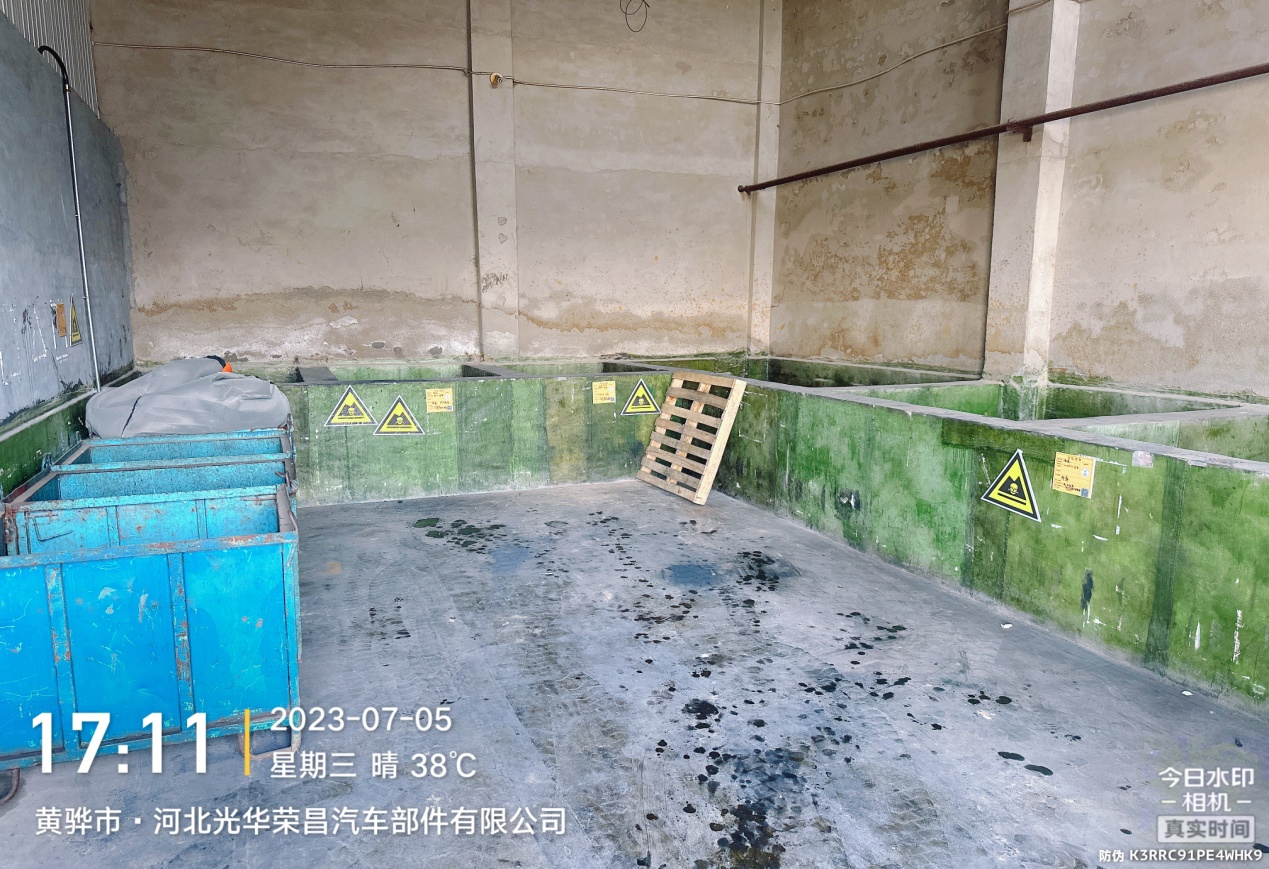 17:11
2023-07-05
星期三 晴 38℃
黄骅市·河北光华荣昌汽车部件有限公司
今日水印
相机
真实时间
防伪 K3RRC91PE4WHK9